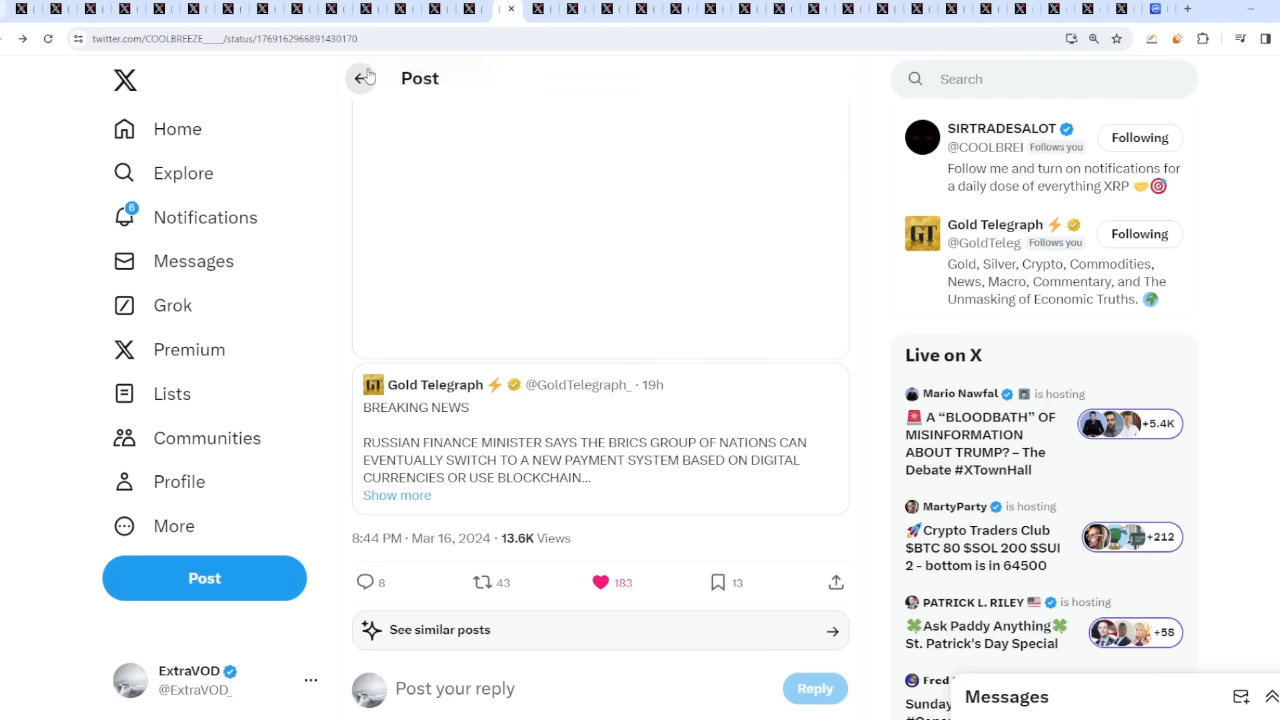 twitter.com/COOLBREEZE____/status/1769162966891430170
Post
Search
Home
Explore
6
Notifications
Messages
Grok
Premium
Lists
Communities
Profile
More
Post
ExtraVOD
@ExtraVOD_
GT Gold Telegraph ⚡ @GoldTelegraph_ · 19h
BREAKING NEWS
RUSSIAN FINANCE MINISTER SAYS THE BRICS GROUP OF NATIONS CAN
EVENTUALLY SWITCH TO A NEW PAYMENT SYSTEM BASED ON DIGITAL
CURRENCIES OR USE BLOCKCHAIN...
Show more
8:44 PM · Mar 16, 2024 · 13.6K Views
8 43 183 13
See similar posts
Post your reply
Reply
SIRTRADESALOT
@COOLBREI Follows you
Following
Follow me and turn on notifications for
a daily dose of everything XRP 🤝🎯
GT
Gold Telegraph ⚡
@GoldTeleg Follows you
Following
Gold, Silver, Crypto, Commodities,
News, Macro, Commentary, and The
Unmasking of Economic Truths. 🌍
Live on X
Mario Nawfal is hosting
🚨 A “BLOODBATH” OF
MISINFORMATION
ABOUT TRUMP? – The
Debate #XTownHall
+5.4K
MartyParty is hosting
🚀Crypto Traders Club
$BTC 80 $SOL 200 $SUI
2 - bottom is in 64500
+212
PATRICK L. RILEY 🇺🇸 is hosting
🍀Ask Paddy Anything🍀
St. Patrick's Day Special
+58
Fred
Sunday
Messages